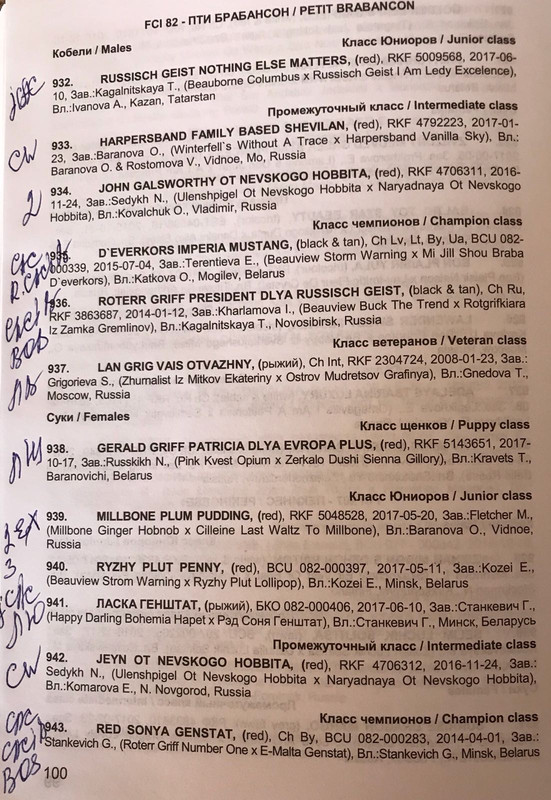 FCI 82 - ПТИ БРАБАНСОН / PETIT BRABANCON
Кобели / Males
Класс Юниоров / Junior class
932. RUSSISCH GEIST NOTHING ELSE MATTERS, (red), RKF 5009568, 2017-06-
10, Зав.:Kagalnitskaya T., (Beauborne Columbus x Russisch Geist I Am Ledy Excelence),
Вл.:Ivanova A., Kazan, Tatarstan
Промежуточный класс / Intermediate class
CW
933. HARPERSBAND FAMILY BASED SHEVILAN, (red), RKF 4792223, 2017-01-
23, Зав.:Baranova O., (Winterfell`s Without A Trace x Harpersband Vanilla Sky), Вл.:
Baranova O. & Rostomova V., Vidnoe, Mo, Russia
2
934. JOHN GALSWORTHY OT NEVSKOGO HOBBITA, (red), RKF 4706311, 2016-
11-24, Зав.:Sedykh N., (Ulenshpigel Ot Nevskogo Hobbita x Naryadnaya Ot Nevskogo
Hobbita), Вл.:Kovalchuk O., Vladimir, Russia
Класс чемпионов / Champion class
CAC
935. D`EVERKORS IMPERIA MUSTANG, (black & tan), Ch Lv, Lt, By, Ua, BCU 082-
000339, 2015-07-04, Зав.:Terentieva E., (Beauview Storm Warning x Mi Jill Shou Braba
D`everkors), Вл.:Katkova O., Mogilev, Belarus
936. ROTERR GRIFF PRESIDENT DLYA RUSSISCH GEIST, (black & tan), Ch Ru,
RKF 3863687, 2014-01-12, Зав.:Kharlamova I., (Beauview Buck The Trend x Rotgrifkiara
Iz Zamka Gremlinov), Вл.:Kagalnitskaya T., Novosibirsk, Russia
BOB
Класс ветеранов / Veteran class
937. LAN GRIG VAIS OTVAZHNY, (рыжий), Ch Int, RKF 2304724, 2008-01-23, Зав.:
Grigorieva S., (Zhurnalist Iz Mitkov Ekateriny x Ostrov Mudretsov Grafinya), Вл.:Gnedova T.,
Moscow, Russia
ЛВ
Суки / Females
Класс щенков / Puppy class
ЛЩ
938. GERALD GRIFF PATRICIA DLYA EVROPA PLUS, (red), RKF 5143651, 2017-
10-17, Зав.:Russkikh N., (Pink Kvest Opium x Zerkalo Dushi Sienna Gillory), Вл.:Kravets T.,
Baranovichi, Belarus
Класс Юниоров / Junior class
939. MILLBONE PLUM PUDDING, (red), RKF 5048528, 2017-05-20, Зав.:Fletcher M.,
(Millbone Ginger Hobnob x Cilleine Last Waltz To Millbone), Вл.:Baranova O., Vidnoe,
Russia
3
940. RYZHY PLUT PENNY, (red), BCU 082-000397, 2017-05-11, Зав.:Kozei E.,
(Beauview Strom Warning x Ryzhy Plut Lollipop), Вл.:Kozei E., Minsk, Belarus
JCAC
941. ЛАСКА ГЕНШТАТ, (рыжий), БКО 082-000406, 2017-06-10, Зав.:Станкевич Г.,
(Happy Darling Bohemia Hapet x Рэд Соня Генштат), Вл.:Станкевич Г., Минск, Беларусь
ЛЮ
Промежуточный класс / Intermediate class
CW
942. JEYN OT NEVSKOGO HOBBITA, (red), RKF 4706312, 2016-11-24, Зав.:
Sedykh N., (Ulenshpigel Ot Nevskogo Hobbita x Naryadnaya Ot Nevskogo Hobbita),
Вл.:Komarova E., N. Novgorod, Russia
Класс чемпионов / Champion class
CAC
943. RED SONYA GENSTAT, (red), Ch By, BCU 082-000283, 2014-04-01, Зав.:
Stankevich G., (Roterr Griff Number One x E-Malta Genstat), Вл.:Stankevich G., Minsk, Belarus
BOS
100